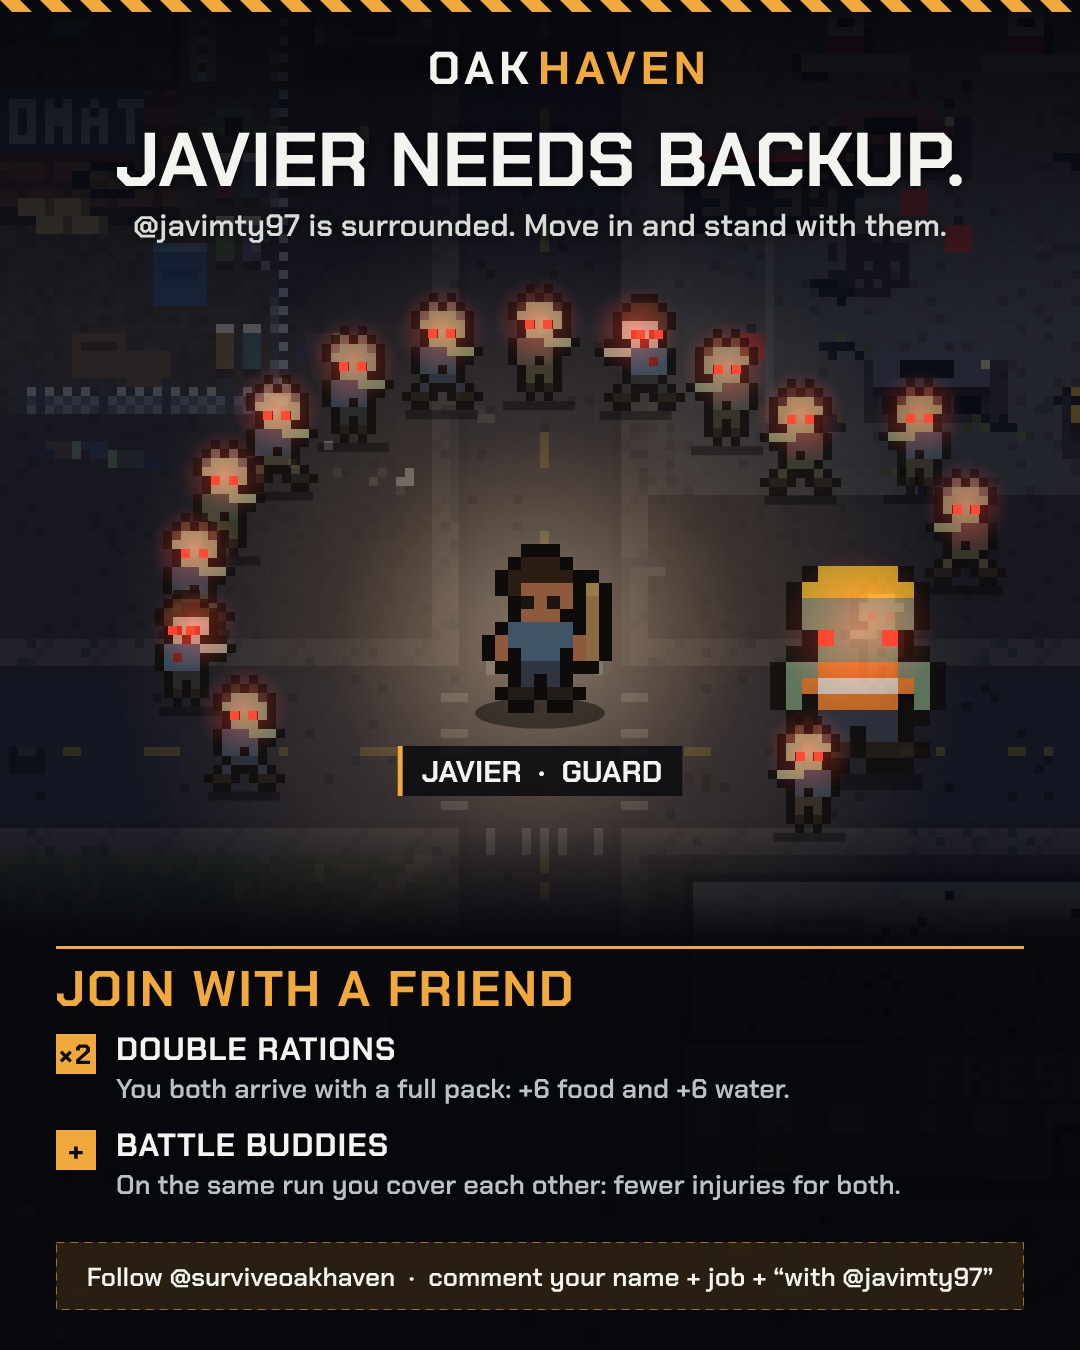 OAKHAVEN
OMAT
JAVIER NEEDS BACKUP.
@javimty97 is surrounded. Move in and stand with them.
JAVIER · GUARD
JOIN WITH A FRIEND
×2 DOUBLE RATIONS
You both arrive with a full pack: +6 food and +6 water.
+ BATTLE BUDDIES
On the same run you cover each other: fewer injuries for both.
Follow @surviveoakhaven · comment your name + job + “with @javimty97”